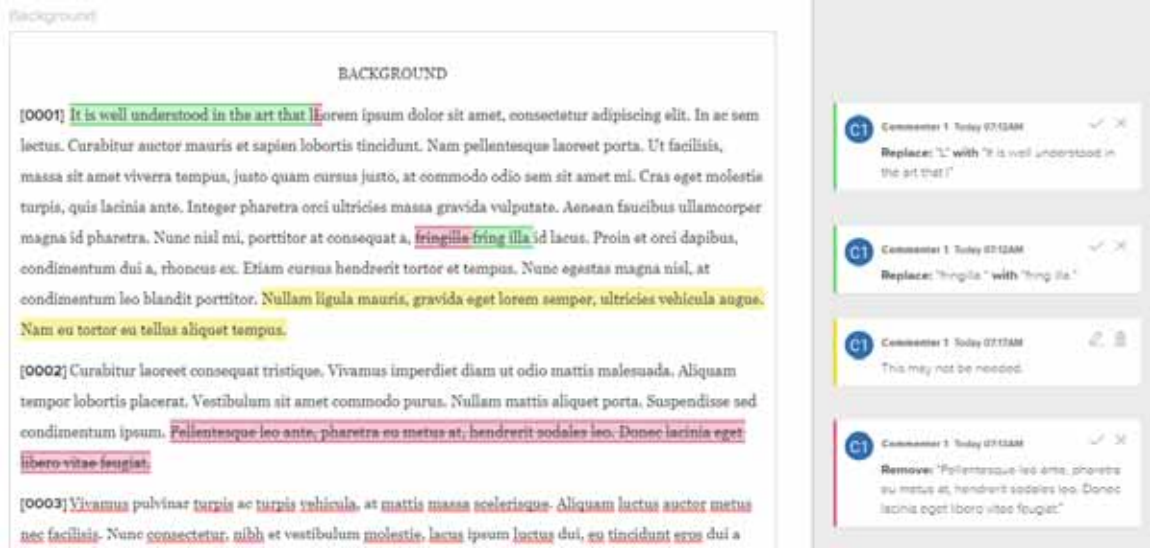 Background
BACKGROUND
[0001] It is well understood in the art that lLorem ipsum dolor sit amet, consectetur adipiscing elit. In ac sem
lectus. Curabitur auctor mauris et sapien lobortis tincidunt. Nam pellentesque laoreet porta. Ut facilisis,
massa sit amet viverra tempus, justo quam cursus justo, at commodo odio sem sit amet mi. Cras eget molestie
turpis, quis lacinia ante. Integer pharetra orci ultricies massa gravida vulputate. Aenean faucibus ullamcorper
magna id pharetra. Nunc nisl mi, porttitor at consequat a, fringilla fring illa id lacus. Proin et orci dapibus,
condimentum dui a, rhoncus ex. Etiam cursus hendrerit tortor et tempus. Nunc egestas magna nisl, at
condimentum leo blandit porttitor. Nullam ligula mauris, gravida eget lorem semper, ultricies vehicula augue.
Nam eu tortor eu tellus aliquet tempus.
[0002] Curabitur laoreet consequat tristique. Vivamus imperdiet diam ut odio mattis malesuada. Aliquam
tempor lobortis placerat. Vestibulum sit amet commodo purus. Nullam mattis aliquet porta. Suspendisse sed
condimentum ipsum. Pellentesque leo ante, pharetra eu metus at, hendrerit sodales leo. Donec lacinia eget
libero vitae feugiat.
[0003] Vivamus pulvinar turpis ac turpis vehicula, at mattis massa scelerisque. Aliquam luctus auctor metus
nec facilisis. Nunc consectetur, nibh et vestibulum molestie, lacus ipsum luctus dui, eu tincidunt eros dui a
C1 Commenter 1 Today 07:12AM
Replace: "L" with "It is well understood in
the art that l"
C1 Commenter 1 Today 07:12AM
Replace: "fringilla " with "fring illa "
C1 Commenter 1 Today 07:17AM
This may not be needed.
C1 Commenter 1 Today 07:13AM
Remove: "Pellentesque leo ante, pharetra
eu metus at, hendrerit sodales leo. Donec
lacinia eget libero vitae feugiat."